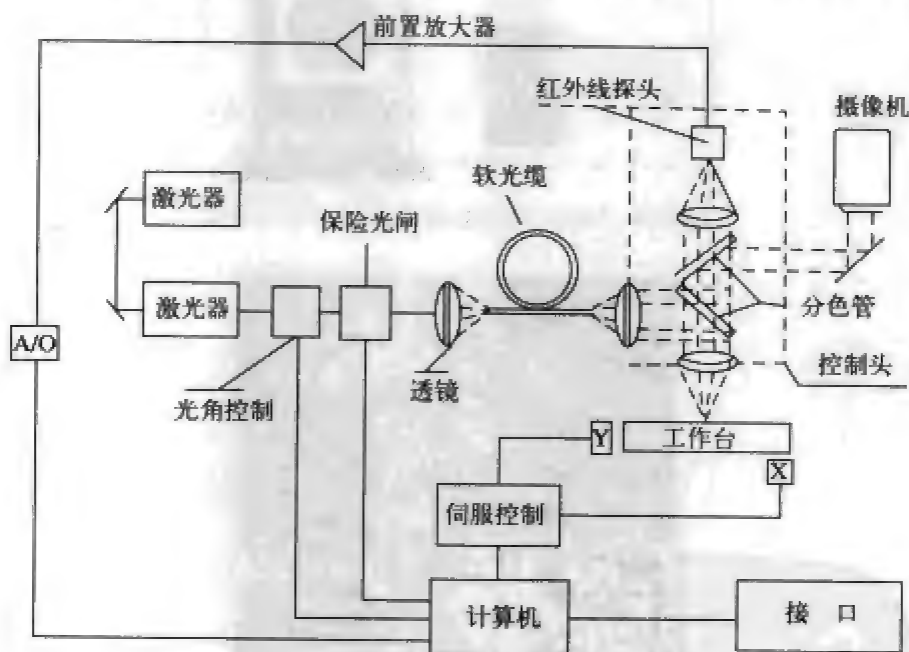 前置放大器
红外线探头
摄像机
软光缆
激光器
保险光闸
激光器
分色管
A/O
透镜
控制头
光角控制
Y
工作台
X
伺服控制
计算机
接 口